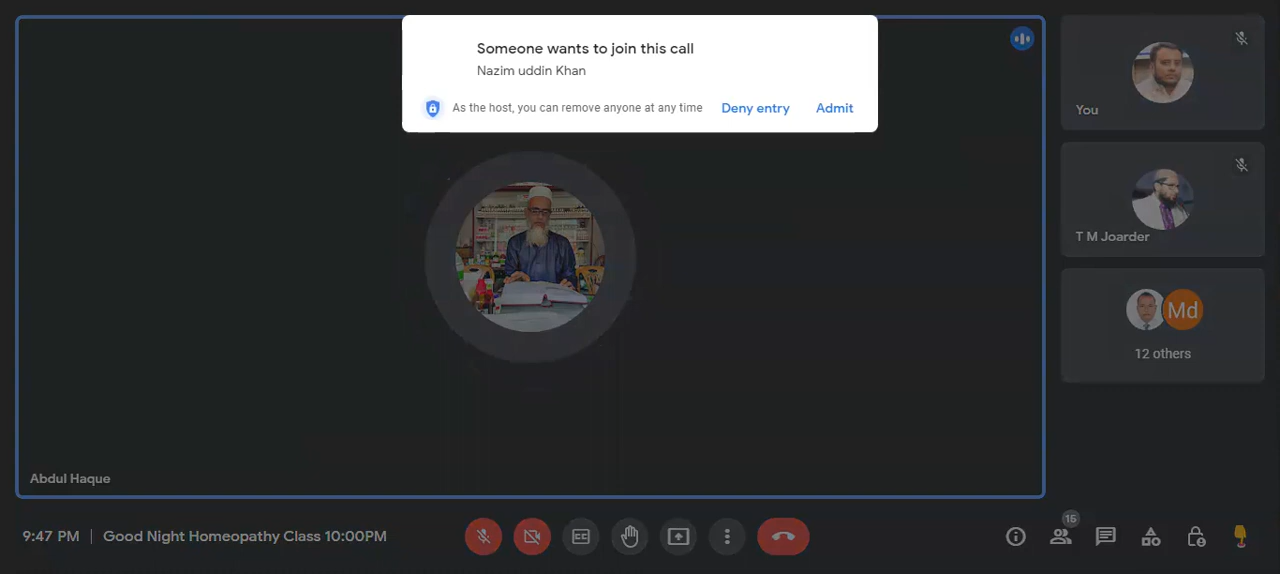 Someone wants to join this call
Nazim uddin Khan
As the host, you can remove anyone at any time Deny entry Admit
You
T M Joarder
Md
12 others
Abdul Haque
9:47 PM | Good Night Homeopathy Class 10:00PM
CC
15